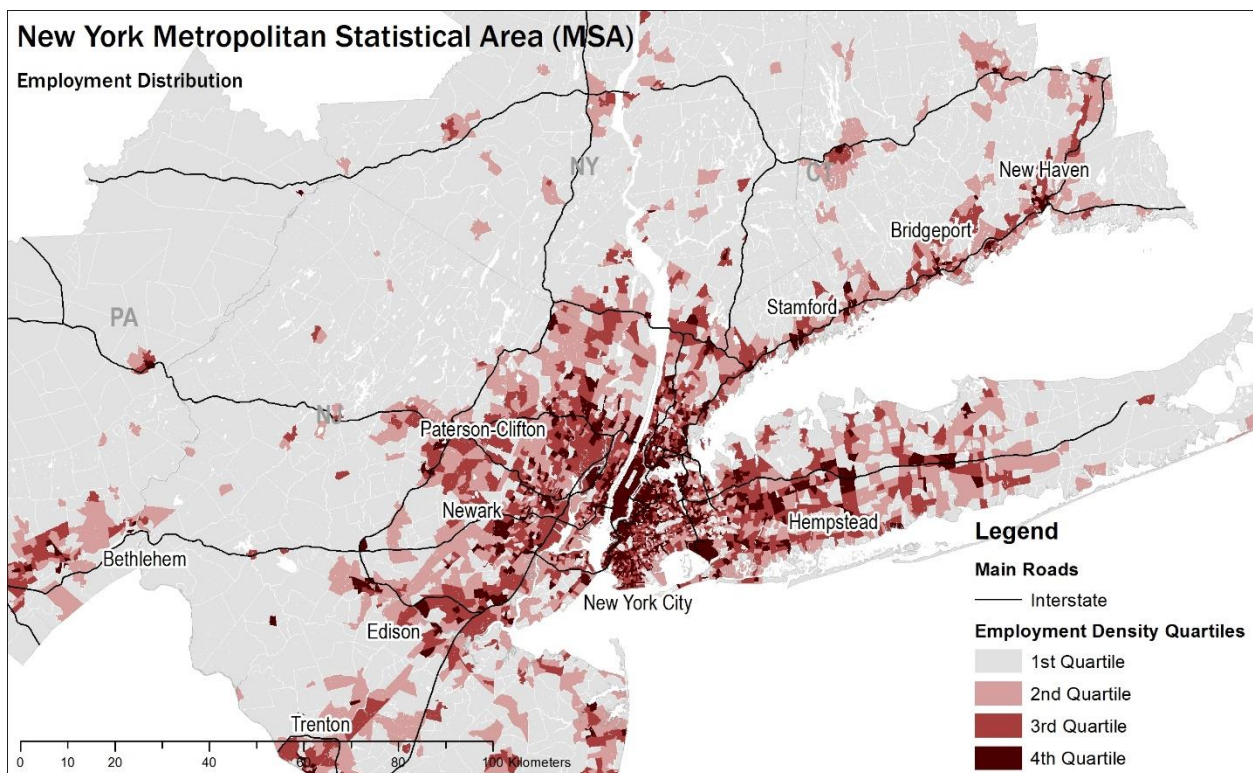 New York Metropolitan Statistical Area (MSA)
Employment Distribution
NY
CT
New Haven
Bridgeport
Stamford
PA
NJ
Paterson-Clifton
Newark
Hempstead
Bethlehem
New York City
Edison
Trenton
0 10 20 40 60 80 100 Kilometers
Legend
Main Roads
Interstate
Employment Density Quartiles
1st Quartile
2nd Quartile
3rd Quartile
4th Quartile